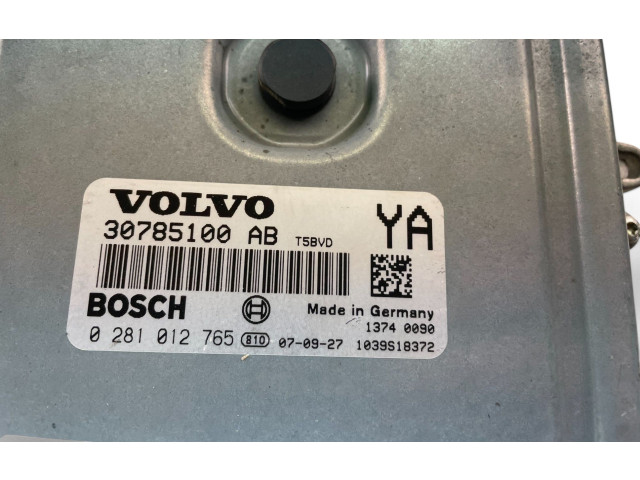 VOLVO
30785100 AB T5BVD
YA
BOSCH
Made in Germany
1374 0090
0 281 012 765 810 07-09-27 1039S18372